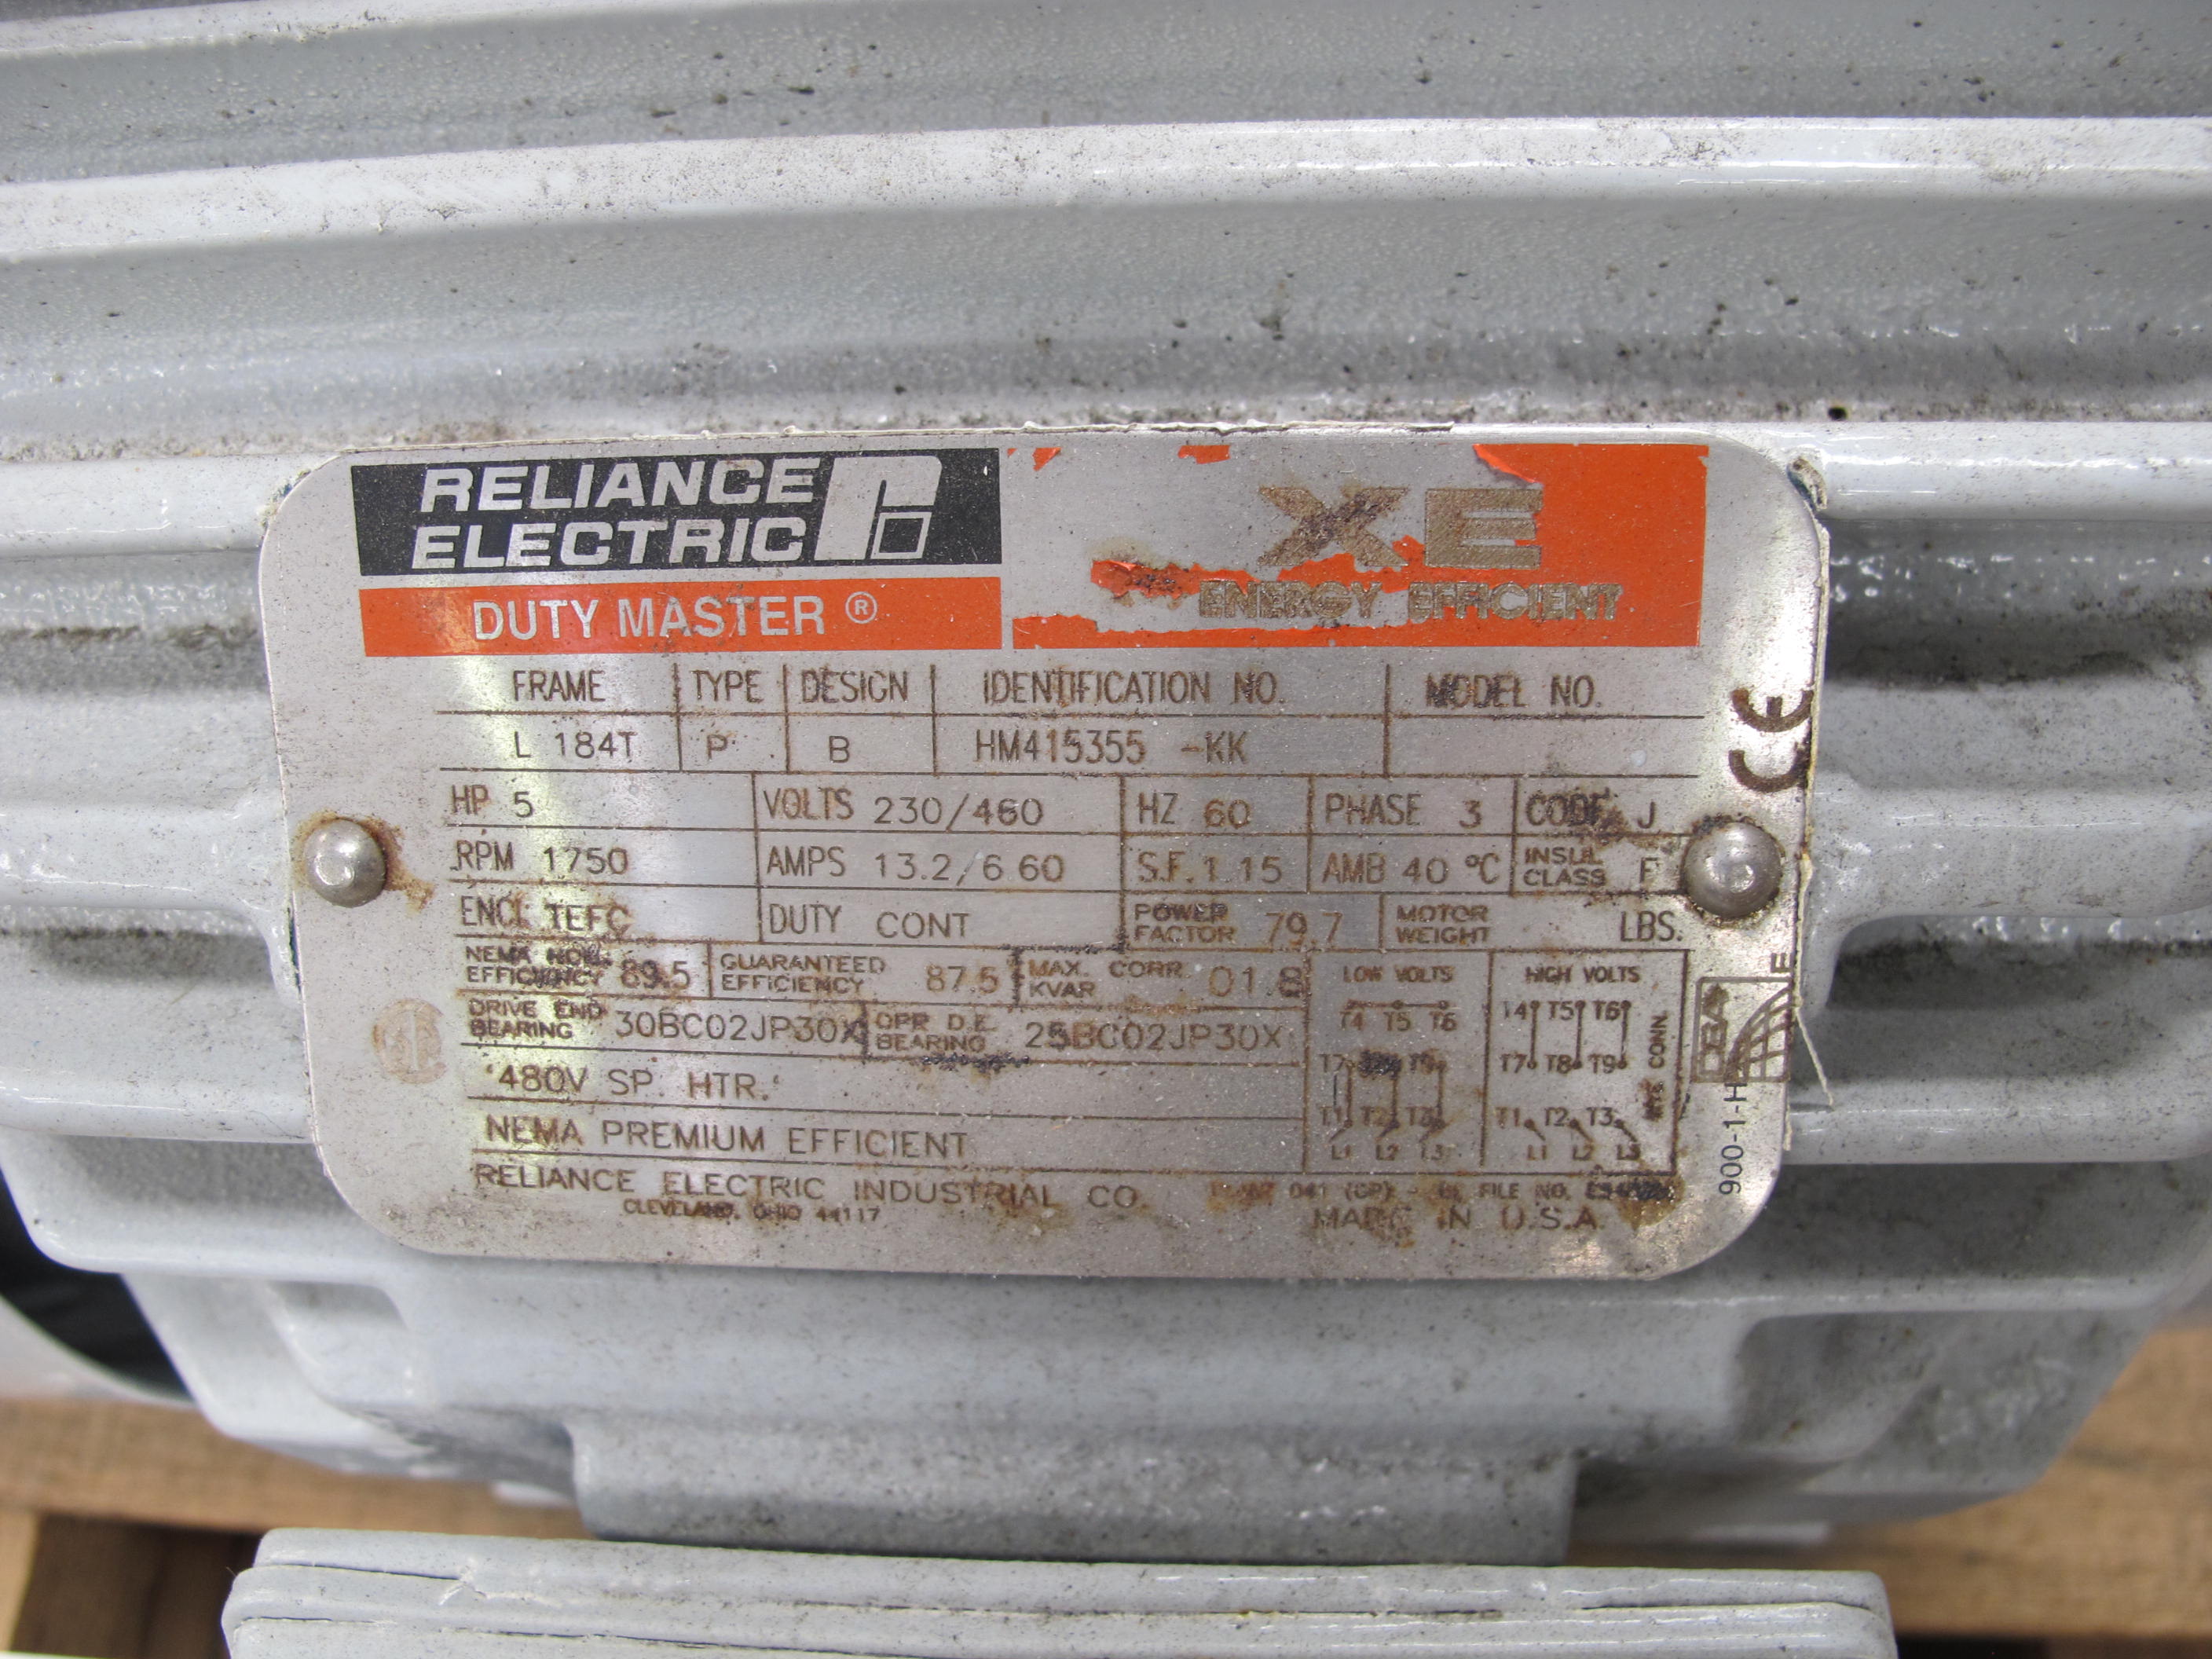 RELIANCE
ELECTRIC
DUTY MASTER ®
XE
ENERGY EFFICIENT
FRAME TYPE DESIGN IDENTIFICATION NO. MODEL NO.
L 184T P B HM415355 -KK
HP 5 VOLTS 230/460 HZ 60 PHASE 3 CODE J
RPM 1750 AMPS 13.2/6.60 S.F. 1.15 AMB 40 °C INSUL CLASS F
ENCL TEFC DUTY CONT POWER FACTOR 79.7 MOTOR WEIGHT LBS.
NEMA NOM. EFFICIENCY 89.5 GUARANTEED EFFICIENCY 87.5 MAX. CORR. KVAR 01.8
DRIVE END BEARING 30BC02JP30X OPP D.E. BEARING 25BC02JP30X
'480V SP. HTR.'
NEMA PREMIUM EFFICIENT
RELIANCE ELECTRIC INDUSTRIAL CO.
CLEVELAND, OHIO 44117
LOW VOLTS HIGH VOLTS
T4 T5 T6 T4 T5 T6
T7 T9 T7 T8 T9
T1 T2 T3 T1 T2 T3
L1 L2 L3 L1 L2 L3
CONN.
FILE NO.
MADE IN U.S.A.
CE
E
900-1-H